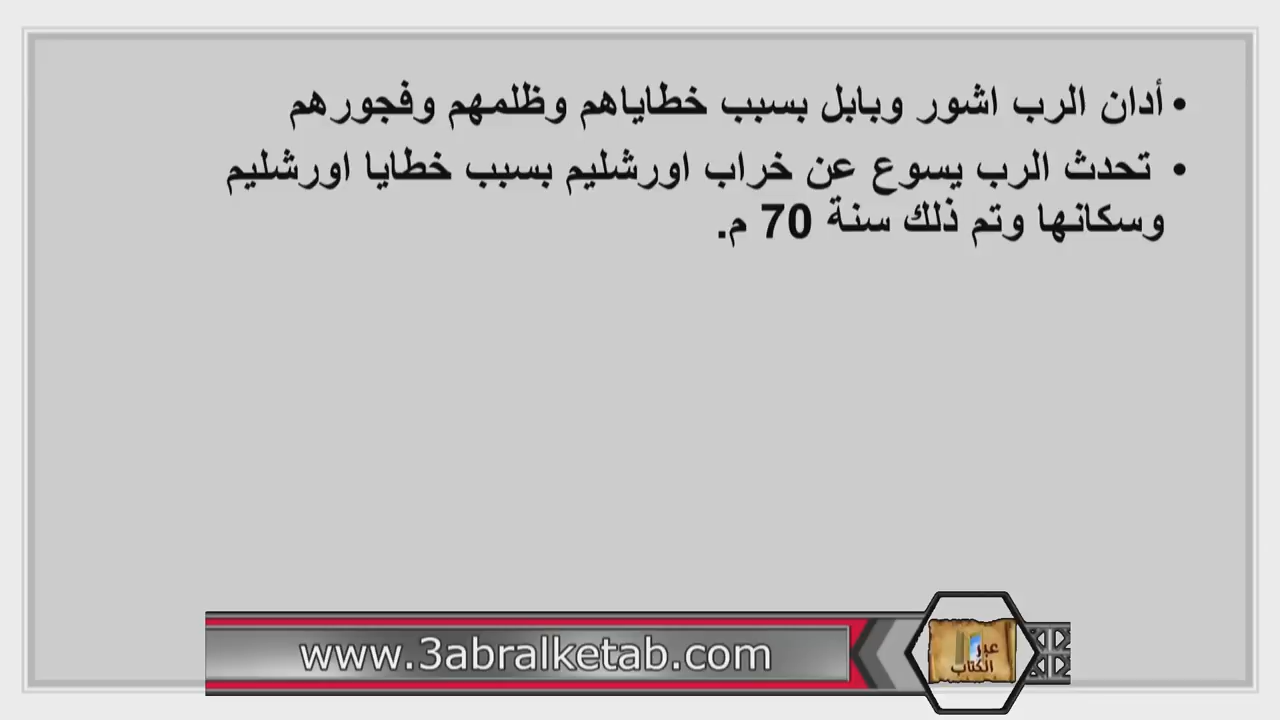 • أدان الرب اشور وبابل بسبب خطاياهم وظلمهم وفجورهم
• تحدث الرب يسوع عن خراب اورشليم بسبب خطايا اورشليم
وسكانها وتم ذلك سنة 70 م.
www.3abralketab.com
عبر
الكتاب